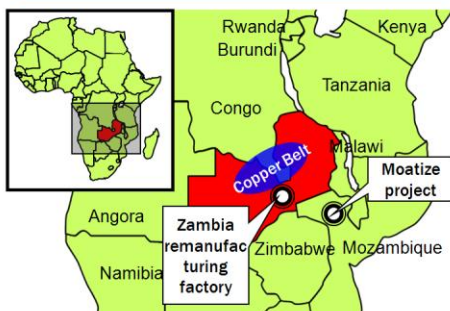 Rwanda
Kenya
Burundi
Tanzania
Congo
Malawi
Copper Belt
Moatize
project
Angora
Zambia
remanufac
turing
factory
Zimbabwe
Mozambique
Namibia